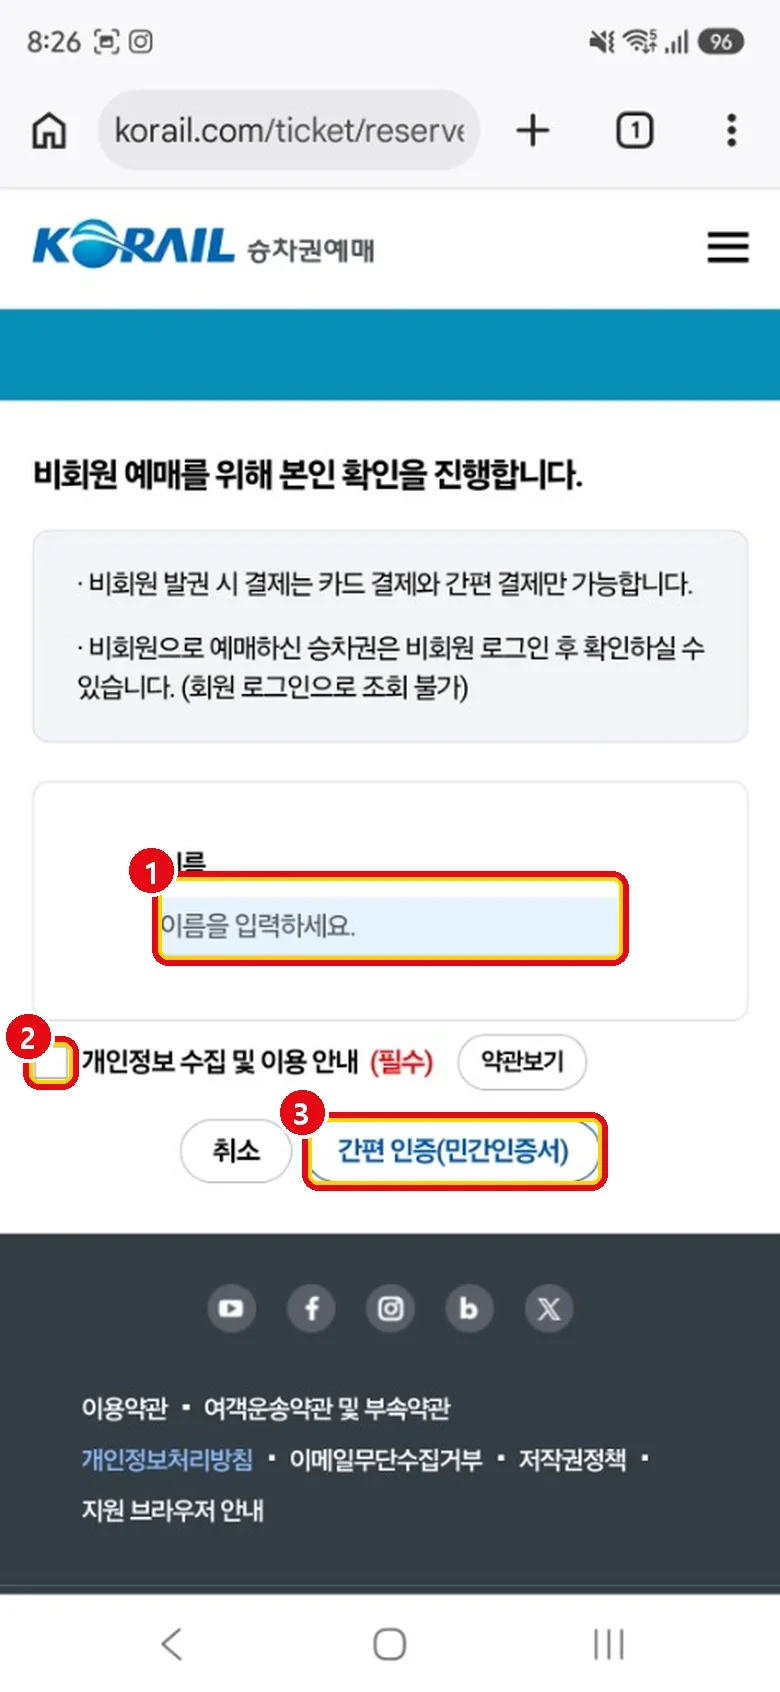 8:26
96
korail.com/ticket/reserve
1
KORAIL 승차권예매
비회원 예매를 위해 본인 확인을 진행합니다.
· 비회원 발권 시 결제는 카드 결제와 간편 결제만 가능합니다.
· 비회원으로 예매하신 승차권은 비회원 로그인 후 확인하실 수
있습니다. (회원 로그인으로 조회 불가)
1
이름을 입력하세요.
2
개인정보 수집 및 이용 안내 (필수) 약관보기
3
취소 간편 인증(민간인증서)
이용약관 ▪ 여객운송약관 및 부속약관
개인정보처리방침 ▪ 이메일무단수집거부 ▪ 저작권정책 ▪
지원 브라우저 안내